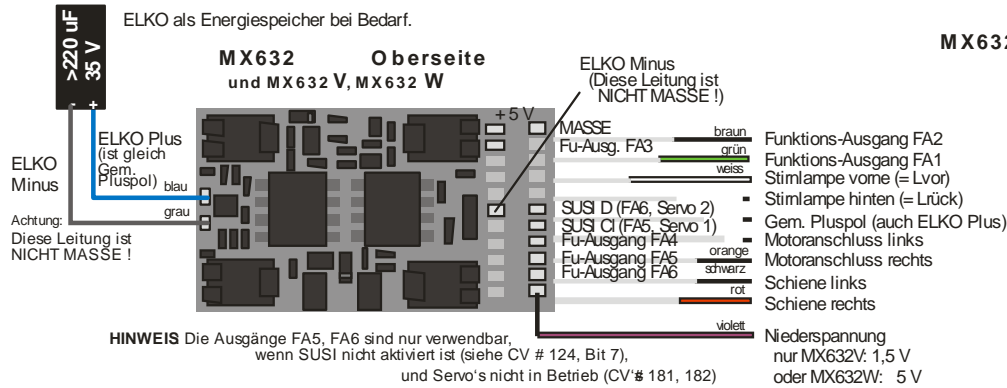 ELKO als Energiespeicher bei Bedarf.
>220 uF
35 V
- +
MX632 Oberseite
und MX632 V, MX632 W
MX632
ELKO Minus
(Diese Leitung ist
NICHT MASSE !)
+5 V
ELKO Plus
(ist gleich
Gem.
Pluspol)
blau
grau
ELKO
Minus
Achtung:
Diese Leitung ist
NICHT MASSE !
MASSE
Fu-Ausg. FA3
SUSI D (FA6, Servo 2)
SUSI Cl (FA5, Servo 1)
Fu-Ausgang FA4
Fu-Ausgang FA5
Fu-Ausgang FA6
braun Funktions-Ausgang FA2
grün Funktions-Ausgang FA1
weiss Stirnlampe vorne (= Lvor)
Stirnlampe hinten (= Lrück)
Gem. Pluspol (auch ELKO Plus)
Motoranschluss links
orange Motoranschluss rechts
schwarz Schiene links
rot Schiene rechts
violett Niederspannung
nur MX632V: 1,5 V
oder MX632W: 5 V
HINWEIS Die Ausgänge FA5, FA6 sind nur verwendbar,
wenn SUSI nicht aktiviert ist (siehe CV # 124, Bit 7),
und Servo's nicht in Betrieb (CV's # 181, 182)